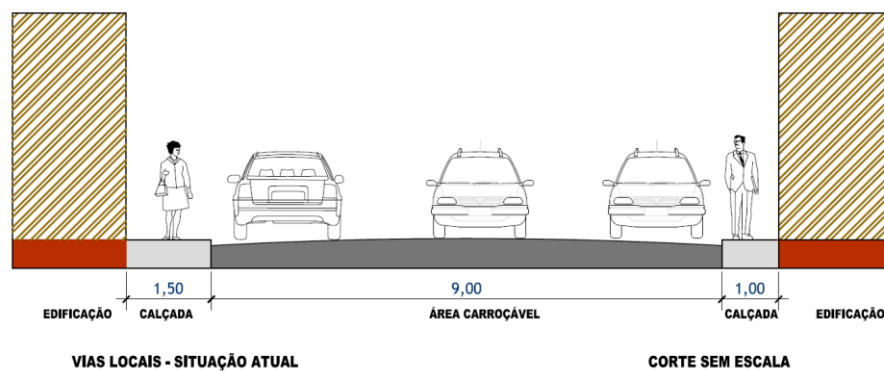 1,50 9,00 1,00
EDIFICAÇÃO CALÇADA ÁREA CARROÇÁVEL CALÇADA EDIFICAÇÃO
VIAS LOCAIS - SITUAÇÃO ATUAL CORTE SEM ESCALA